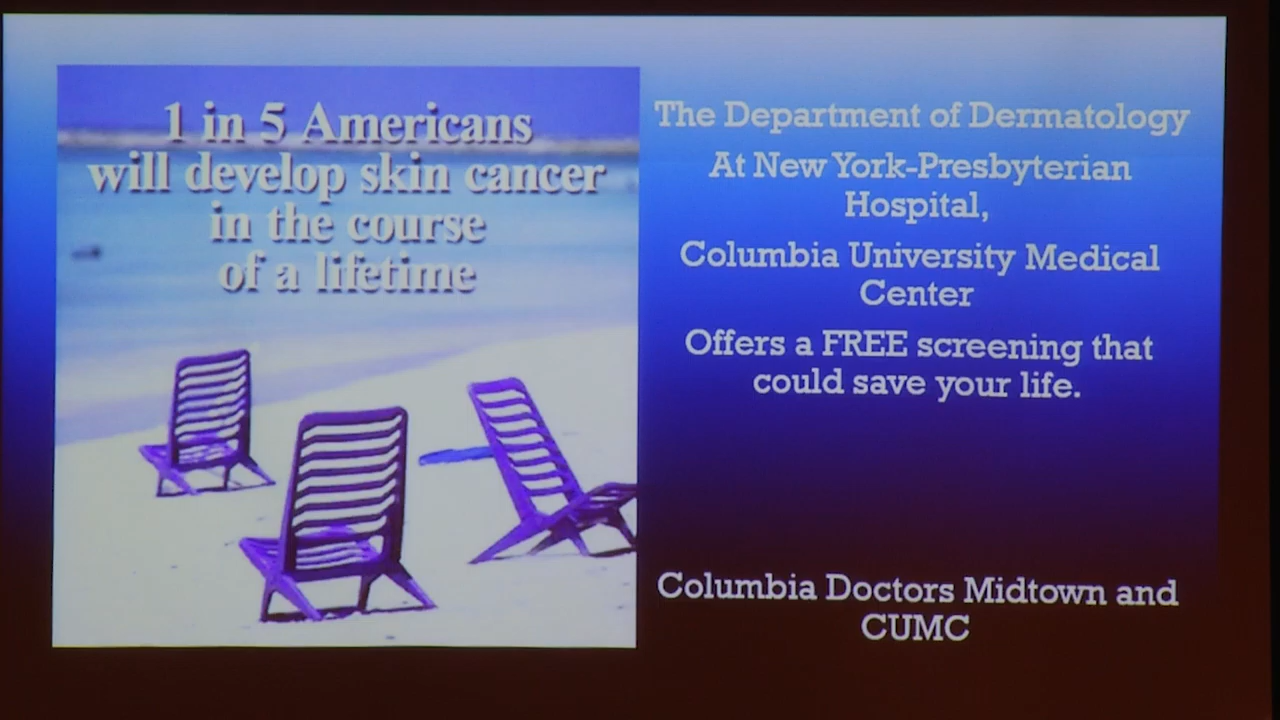 1 in 5 Americans
will develop skin cancer
in the course
of a lifetime
The Department of Dermatology
At New York-Presbyterian
Hospital,
Columbia University Medical
Center
Offers a FREE screening that
could save your life.
Columbia Doctors Midtown and
CUMC